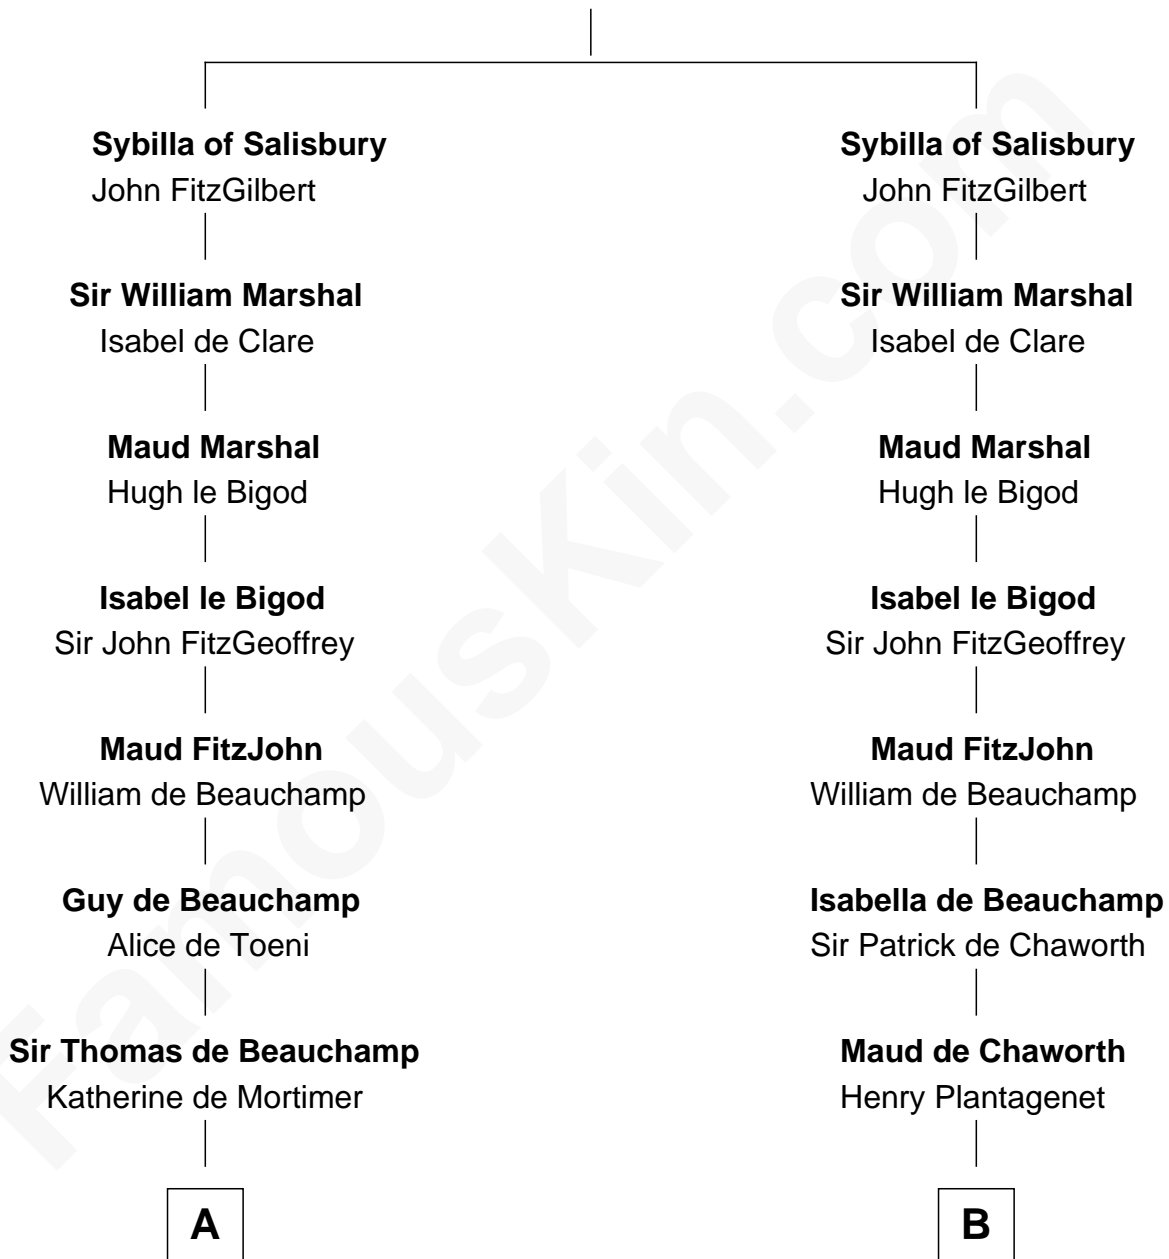 Sybilla of Salisbury
John FitzGilbert
Sir William Marshal
Isabel de Clare
Maud Marshal
Hugh le Bigod
Isabel le Bigod
Sir John FitzGeoffrey
Maud FitzJohn
William de Beauchamp
Guy de Beauchamp
Alice de Toeni
Sir Thomas de Beauchamp
Katherine de Mortimer
A
Sybilla of Salisbury
John FitzGilbert
Sir William Marshal
Isabel de Clare
Maud Marshal
Hugh le Bigod
Isabel le Bigod
Sir John FitzGeoffrey
Maud FitzJohn
William de Beauchamp
Isabella de Beauchamp
Sir Patrick de Chaworth
Maud de Chaworth
Henry Plantagenet
B
FamousKin.com